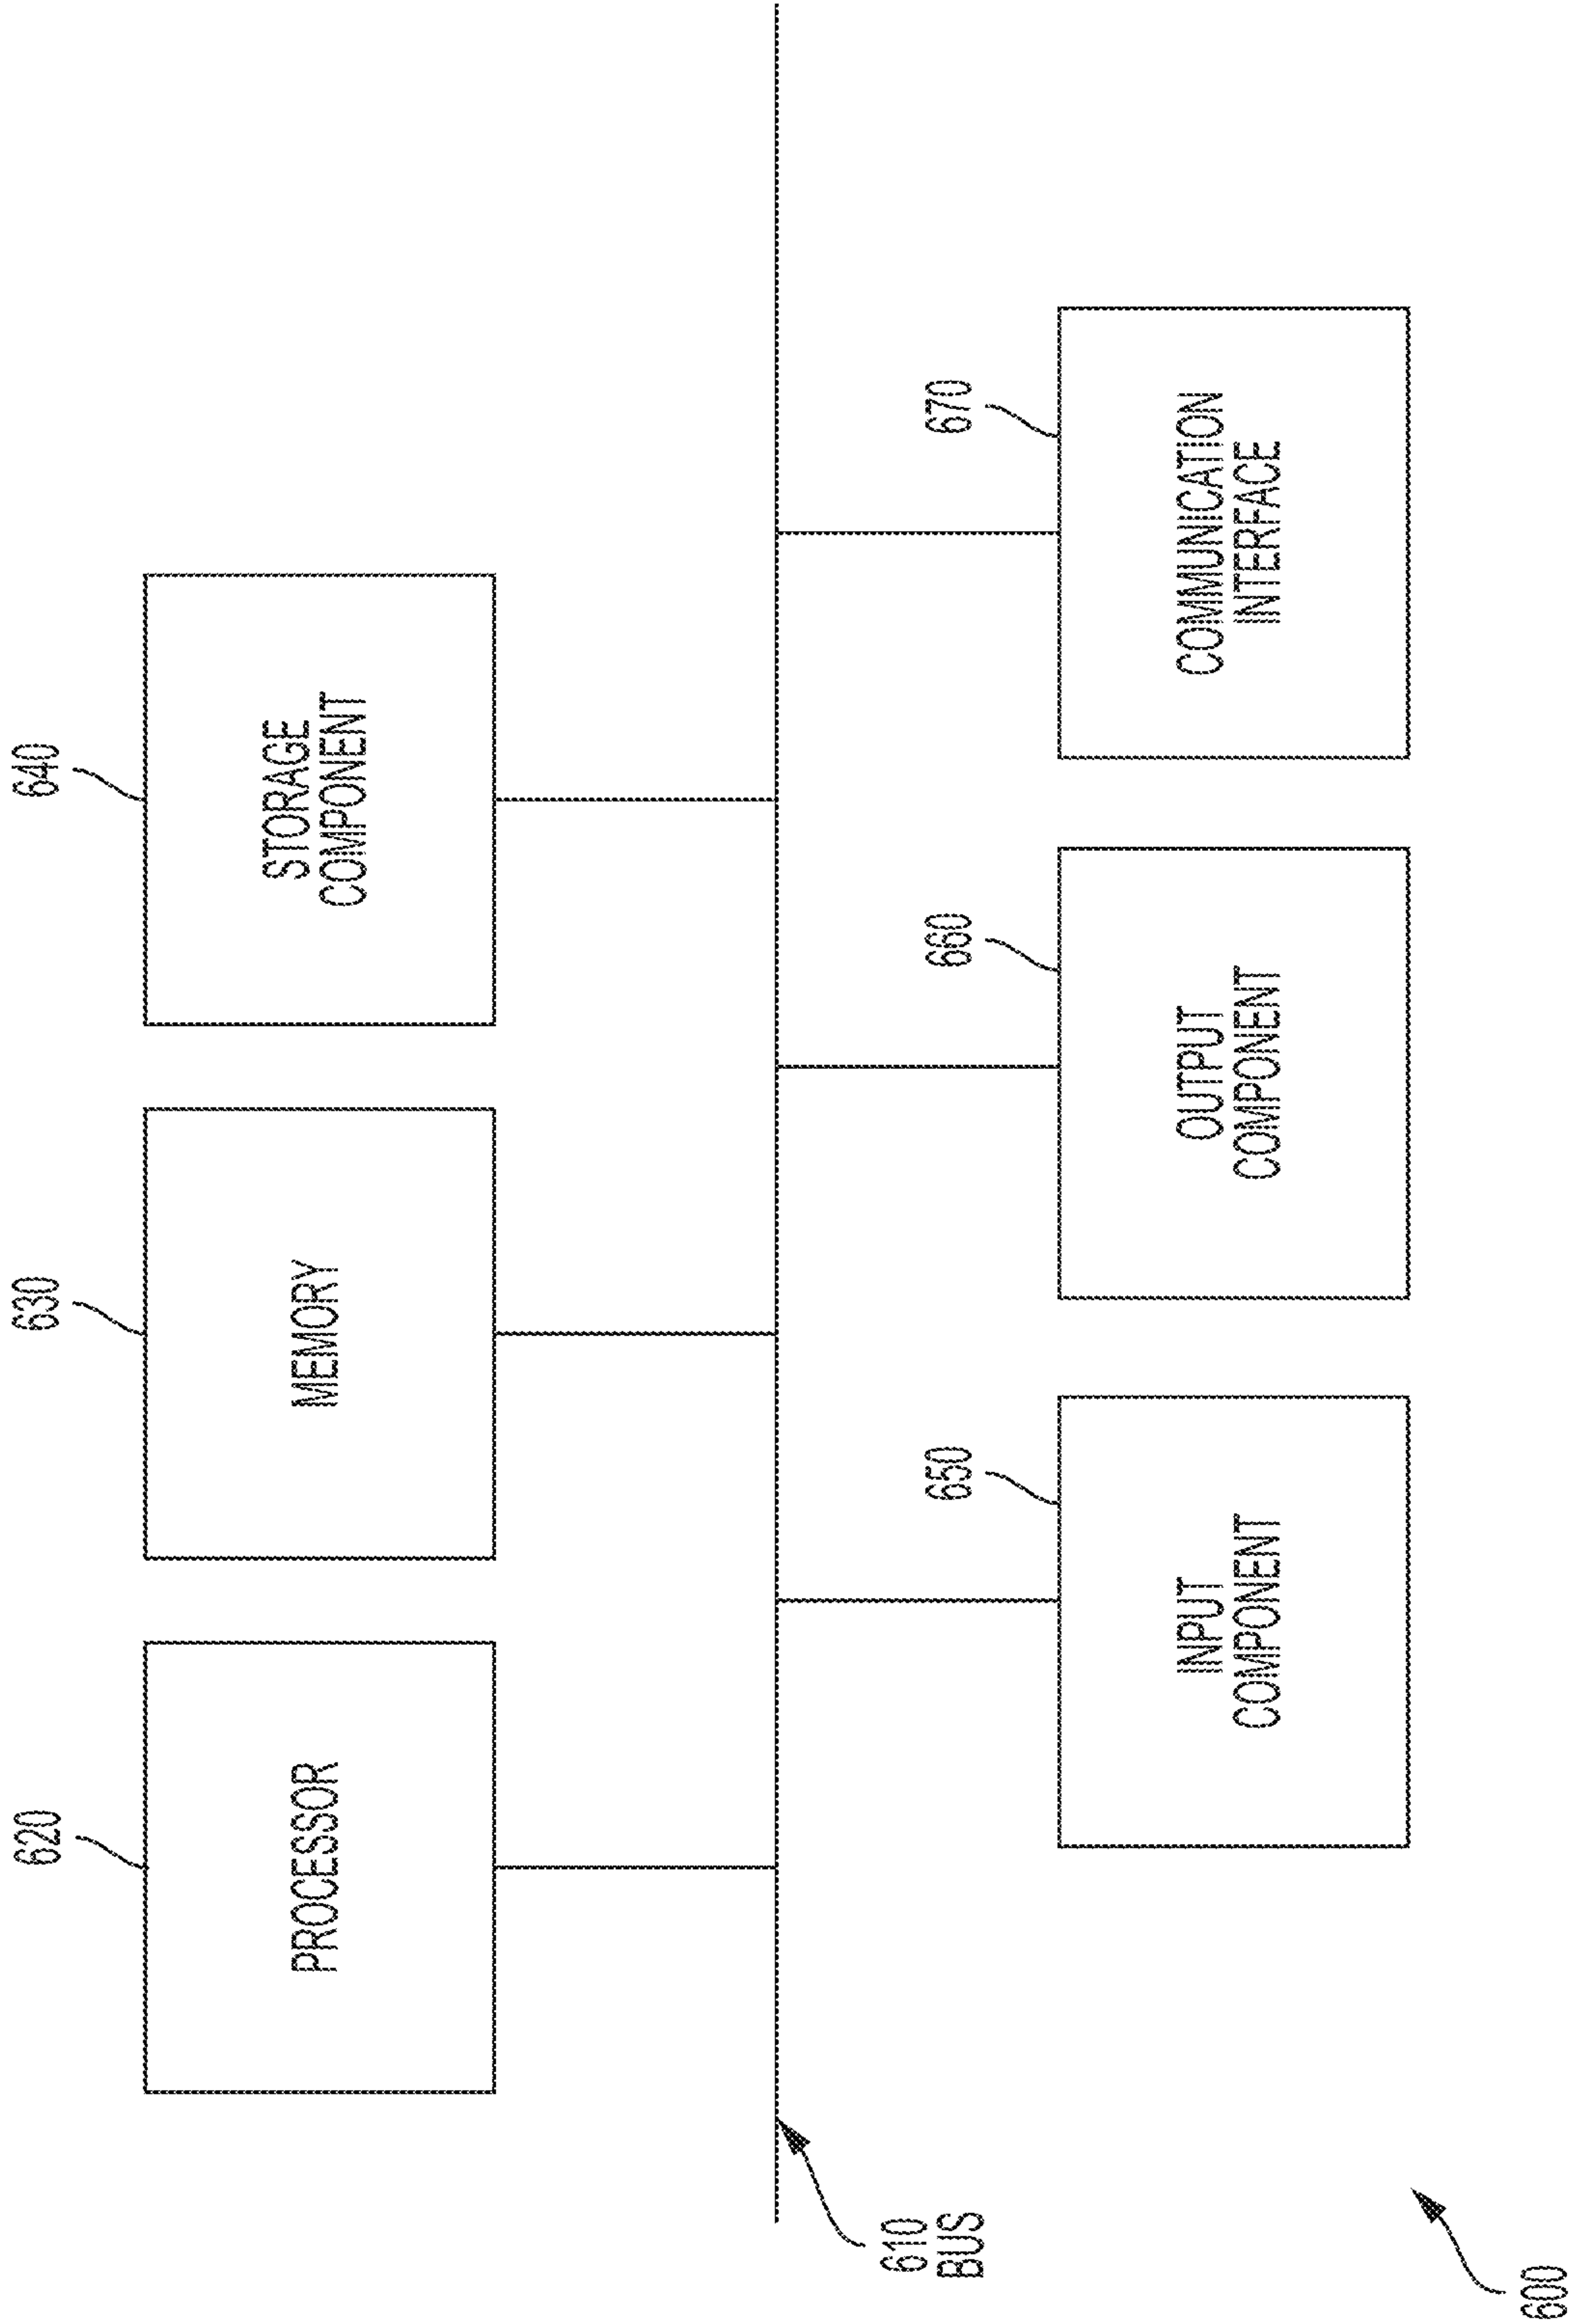 620
PROCESSOR
630
MEMORY
640
STORAGE
COMPONENT
610
BUS
650
INPUT
COMPONENT
660
OUTPUT
COMPONENT
670
COMMUNICATION
INTERFACE
600